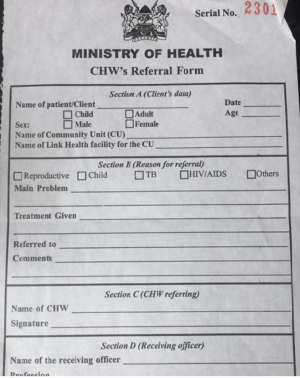 Serial No. 2301
MINISTRY OF HEALTH
CHW's Referral Form
Section A (Client's data)
Name of patient/Client Date
Child Adult Age
Sex: Male Female
Name of Community Unit (CU)
Name of Link Health facility for the CU
Section B (Reason for referral)
Reproductive Child TB HIV/AIDS Others
Main Problem
Treatment Given
Referred to
Comments
Section C (CHW referring)
Name of CHW
Signature
Section D (Receiving officer)
Name of the receiving officer
Profession